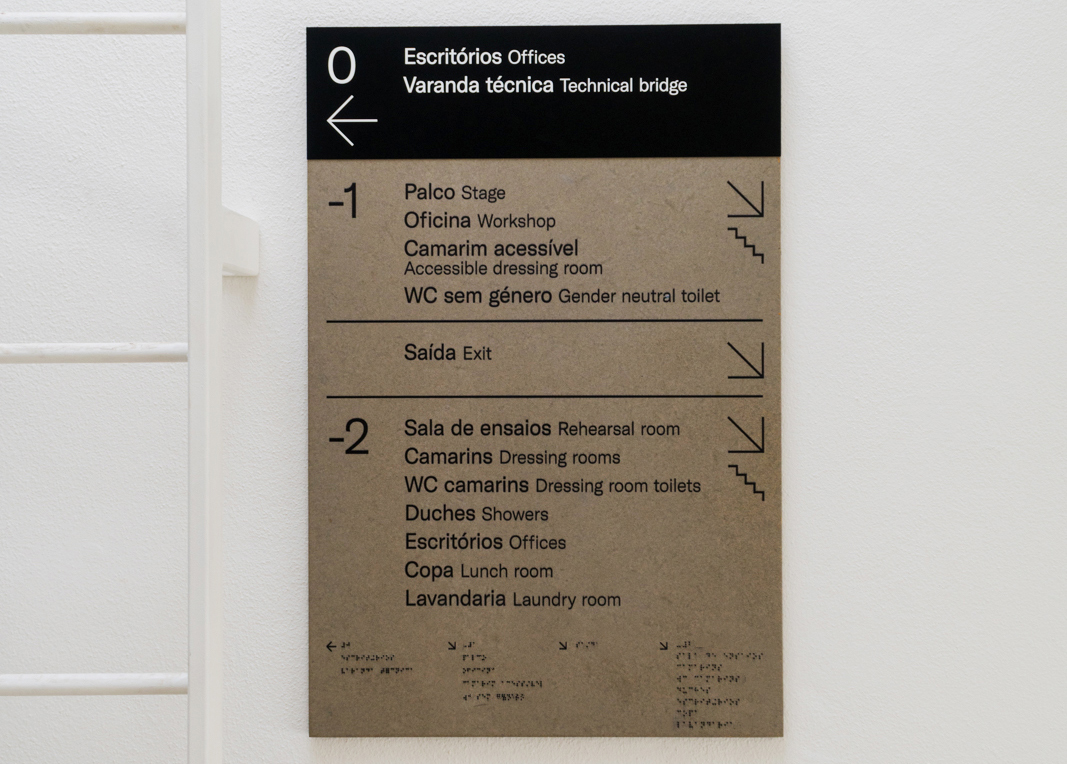 0
Escritórios Offices
Varanda técnica Technical bridge
-1
Palco Stage
Oficina Workshop
Camarim acessível
Accessible dressing room
WC sem género Gender neutral toilet
Saída Exit
-2
Sala de ensaios Rehearsal room
Camarins Dressing rooms
WC camarins Dressing room toilets
Duches Showers
Escritórios Offices
Copa Lunch room
Lavandaria Laundry room